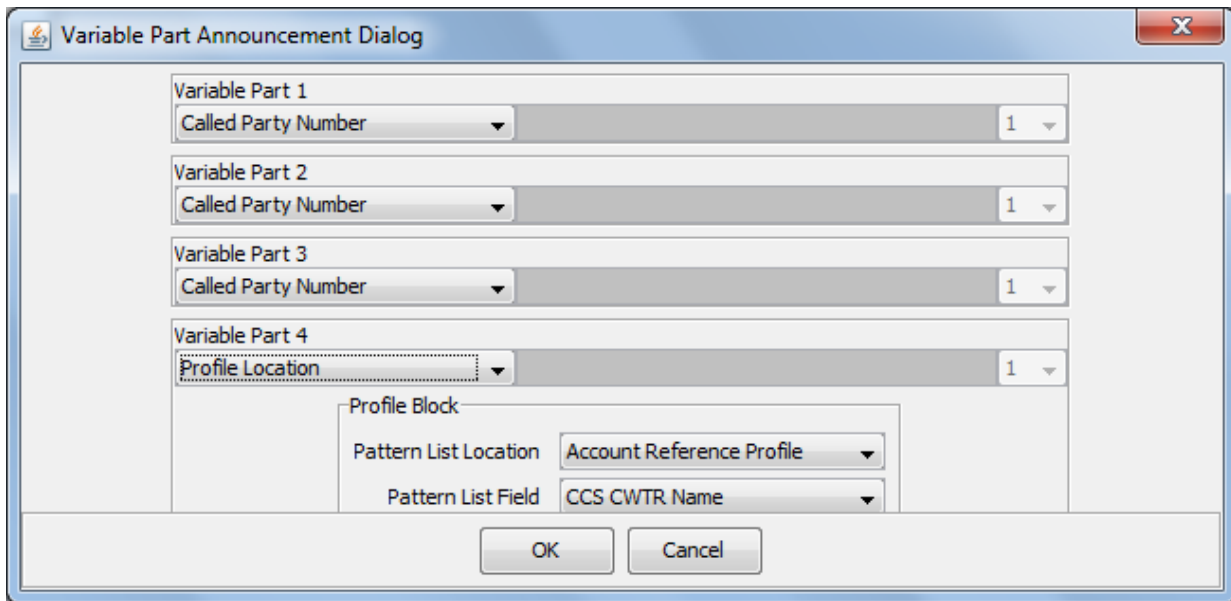 Variable Part Announcement Dialog
Variable Part 1
Called Party Number 1
Variable Part 2
Called Party Number 1
Variable Part 3
Called Party Number 1
Variable Part 4
Profile Location 1
Profile Block
Pattern List Location Account Reference Profile
Pattern List Field CCS CWTR Name
OK Cancel